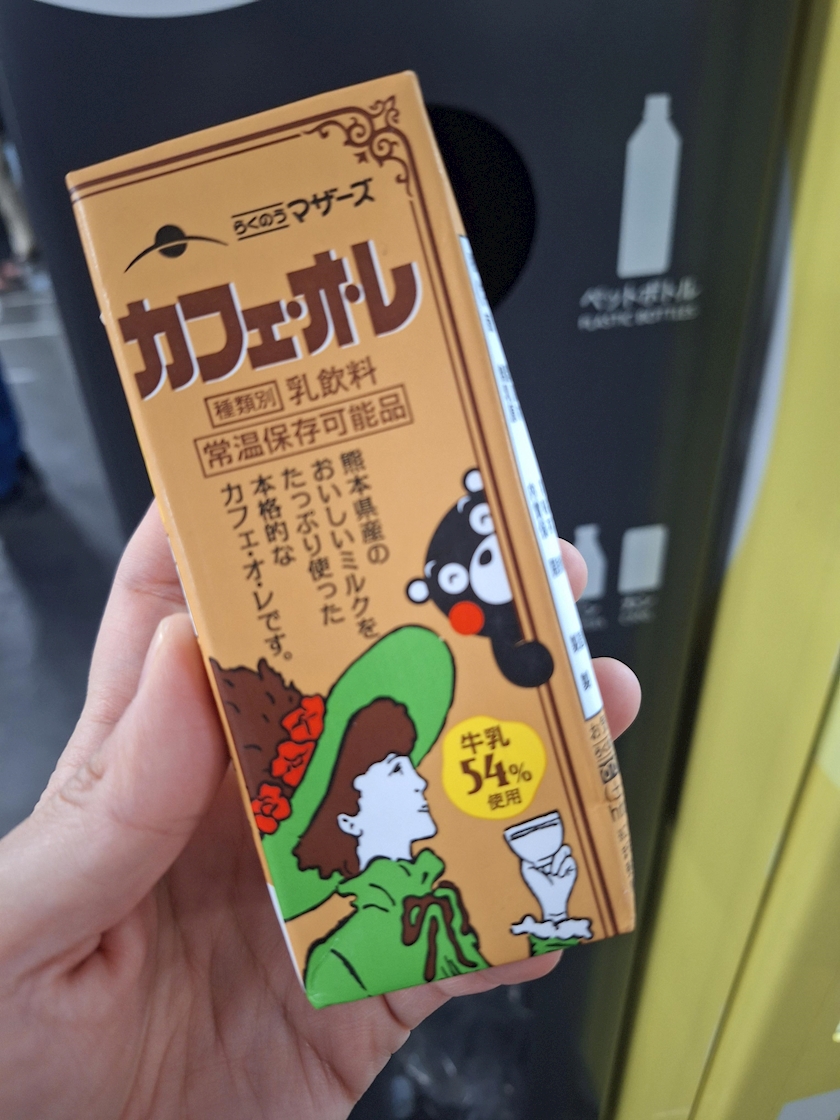 らくのうマザーズ
カフェ・オ・レ
種類別 乳飲料
常温保存可能品
熊本県産の
おいしいミルクを
たっぷり使った
本格的な
カフェ・オ・レです。
牛乳
54%
使用
ペットボトル
PLASTIC BOTTLES